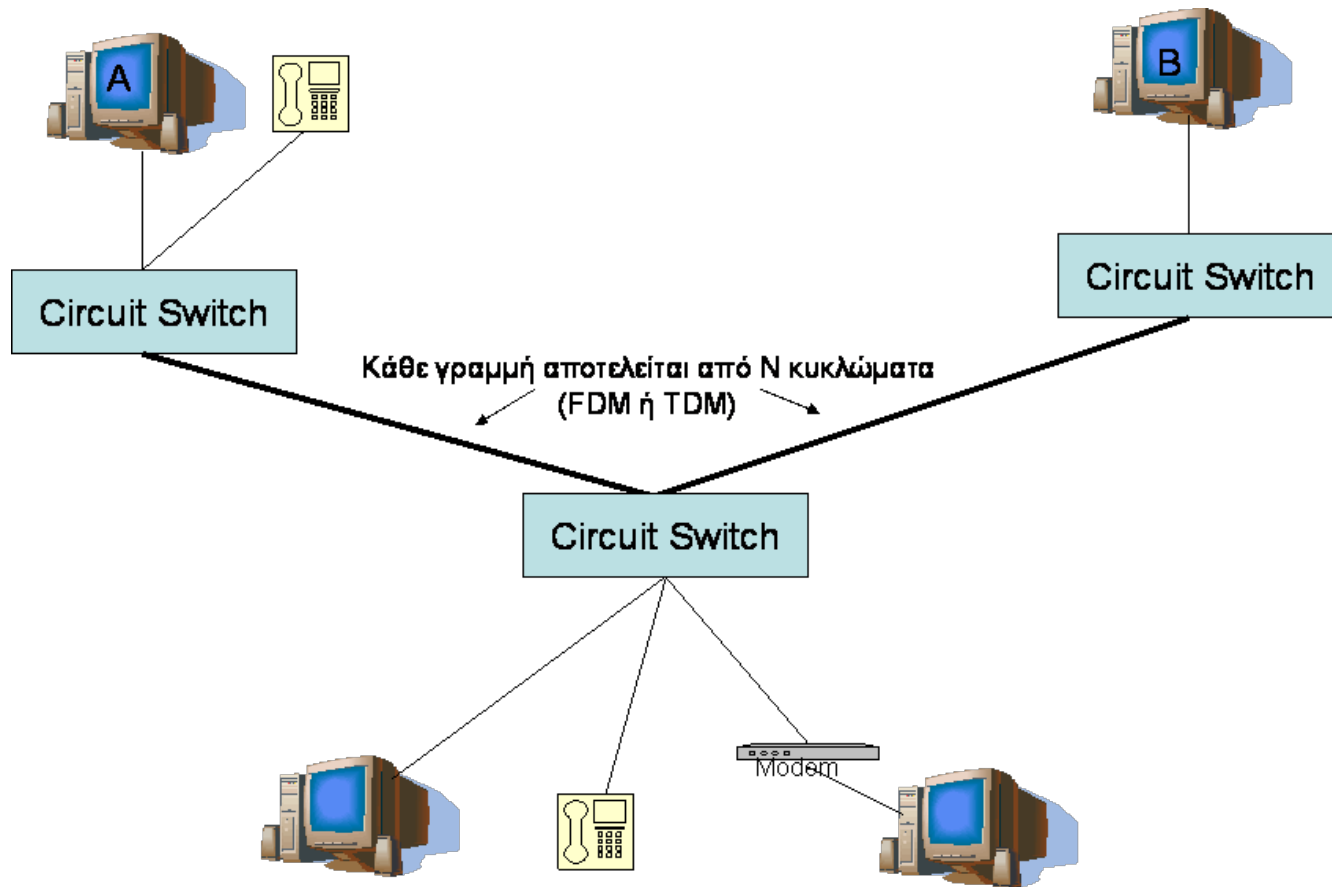 A
B
Circuit Switch
Circuit Switch
Κάθε γραμμή αποτελείται από Ν κυκλώματα
(FDM ή TDM)
Circuit Switch
Modem